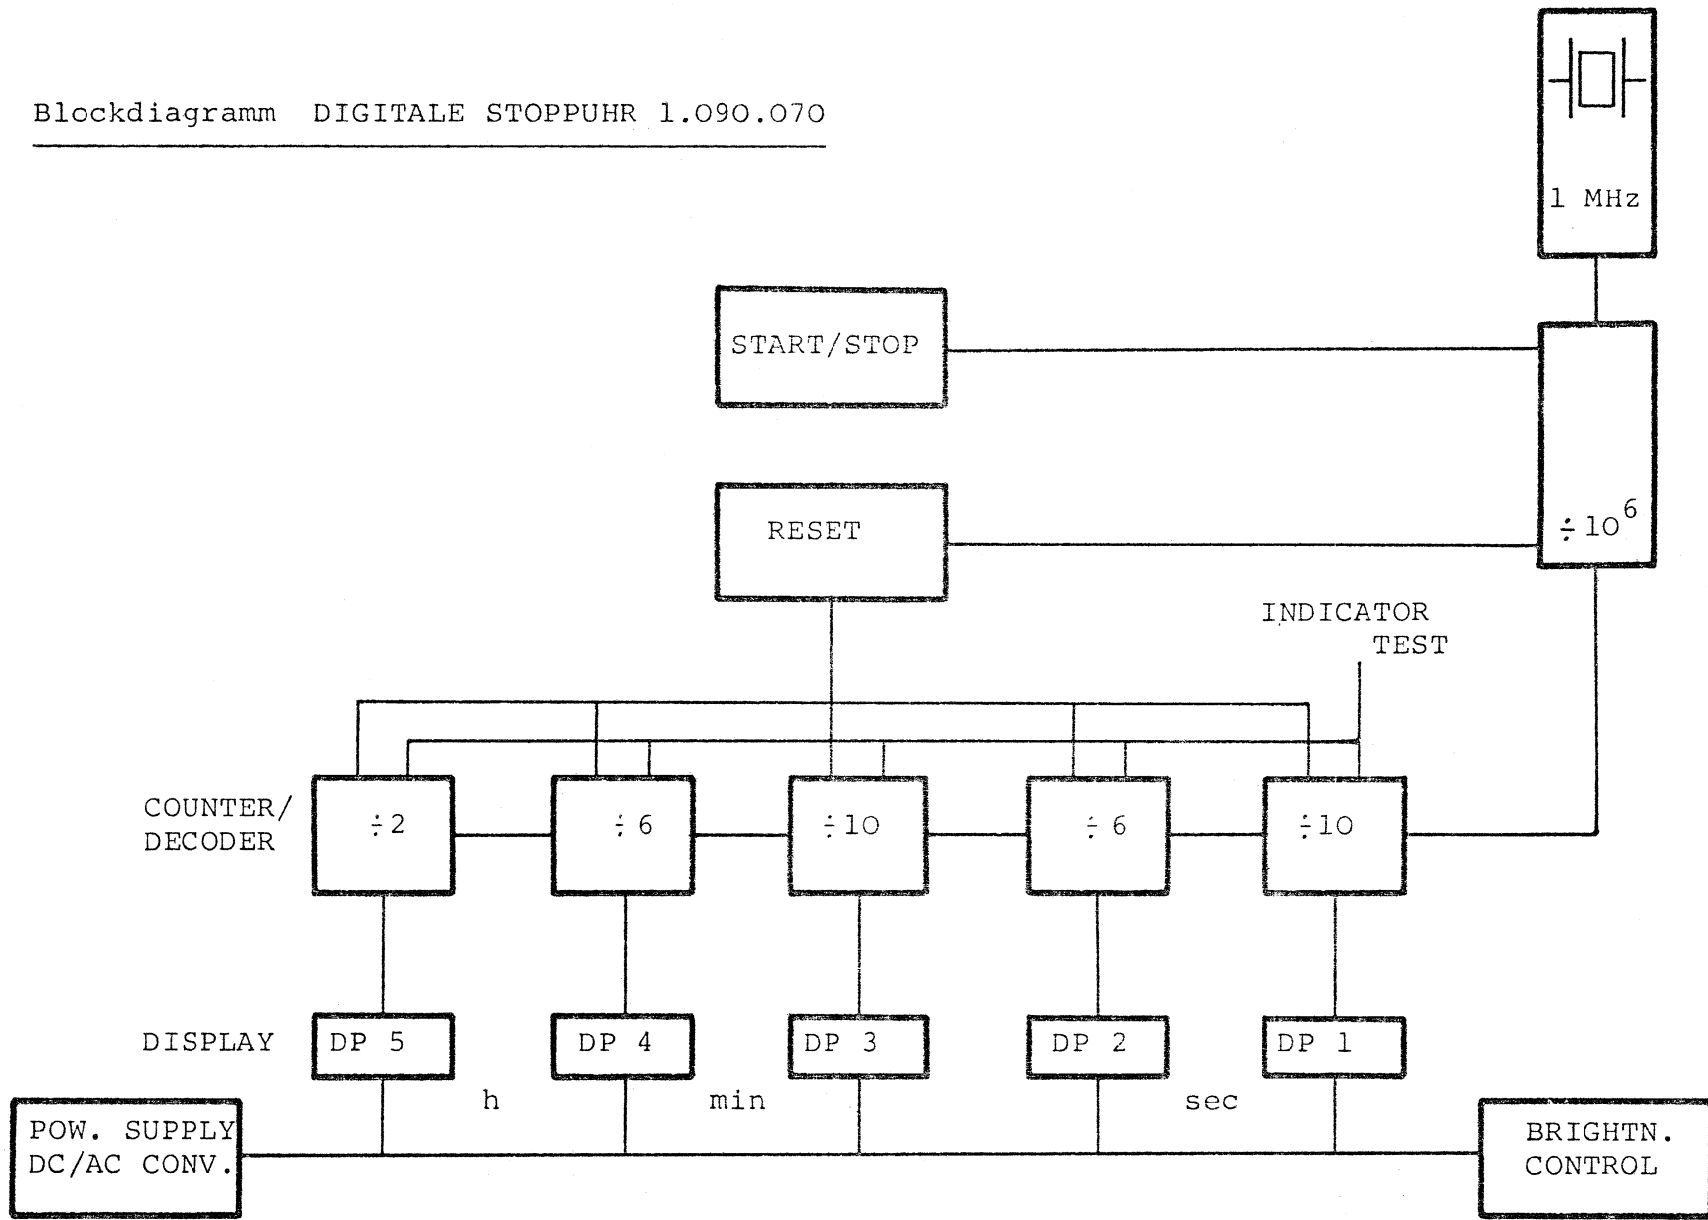 Blockdiagramm DIGITALE STOPPUHR 1.090.070
1 MHz
START/STOP
RESET
÷10⁶
INDICATOR
TEST
COUNTER/
DECODER
÷2
÷6
÷10
÷6
÷10
DISPLAY
DP 5
DP 4
DP 3
DP 2
DP 1
h
min
sec
POW. SUPPLY
DC/AC CONV.
BRIGHTN.
CONTROL